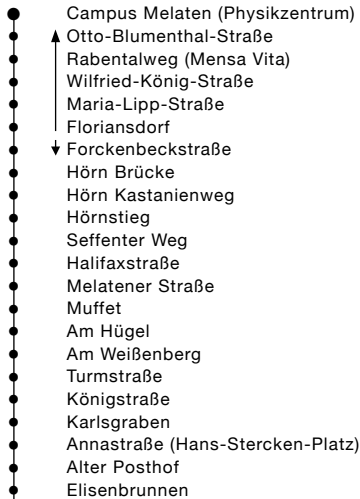 Campus Melaten (Physikzentrum)
Otto-Blumenthal-Straße
Rabentalweg (Mensa Vita)
Wilfried-König-Straße
Maria-Lipp-Straße
Floriansdorf
Forckenbeckstraße
Hörn Brücke
Hörn Kastanienweg
Hörnstieg
Seffenter Weg
Halifaxstraße
Melatener Straße
Muffet
Am Hügel
Am Weißenberg
Turmstraße
Königstraße
Karlsgraben
Annastraße (Hans-Stercken-Platz)
Alter Posthof
Elisenbrunnen